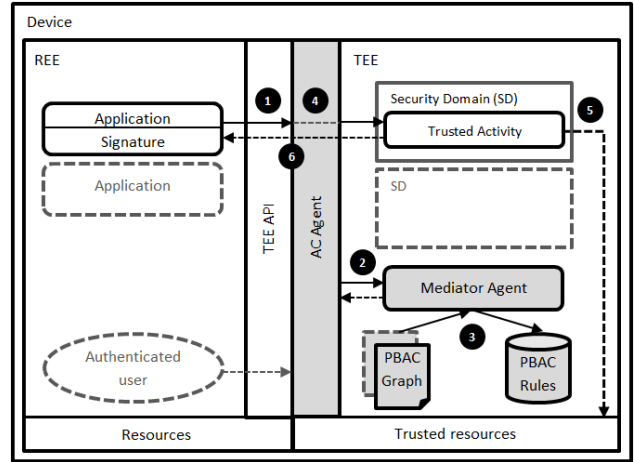 Device
REE
TEE
1
4
5
Security Domain (SD)
Application
Signature
Trusted Activity
6
Application
SD
TEE API
AC Agent
2
Mediator Agent
3
Authenticated
user
PBAC
Graph
PBAC
Rules
Resources
Trusted resources